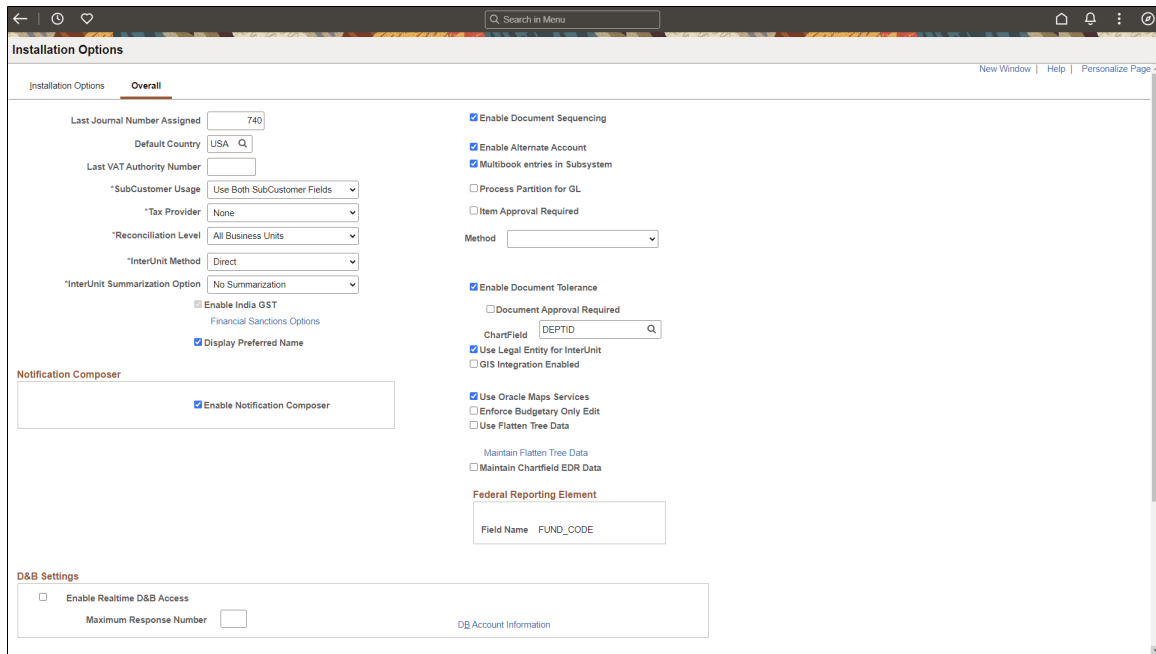 Search in Menu
Installation Options
New Window | Help | Personalize Page
Installation Options
Overall
Last Journal Number Assigned 740
Default Country USA
Last VAT Authority Number
*SubCustomer Usage Use Both SubCustomer Fields
*Tax Provider None
*Reconciliation Level All Business Units
*InterUnit Method Direct
*InterUnit Summarization Option No Summarization
Enable India GST
Financial Sanctions Options
Display Preferred Name
Notification Composer
Enable Notification Composer
Enable Document Sequencing
Enable Alternate Account
Multibook entries in Subsystem
Process Partition for GL
Item Approval Required
Method
Enable Document Tolerance
Document Approval Required
ChartField DEPTID
Use Legal Entity for InterUnit
GIS Integration Enabled
Use Oracle Maps Services
Enforce Budgetary Only Edit
Use Flatten Tree Data
Maintain Flatten Tree Data
Maintain Chartfield EDR Data
Federal Reporting Element
Field Name FUND_CODE
D&B Settings
Enable Realtime D&B Access
Maximum Response Number
DB Account Information